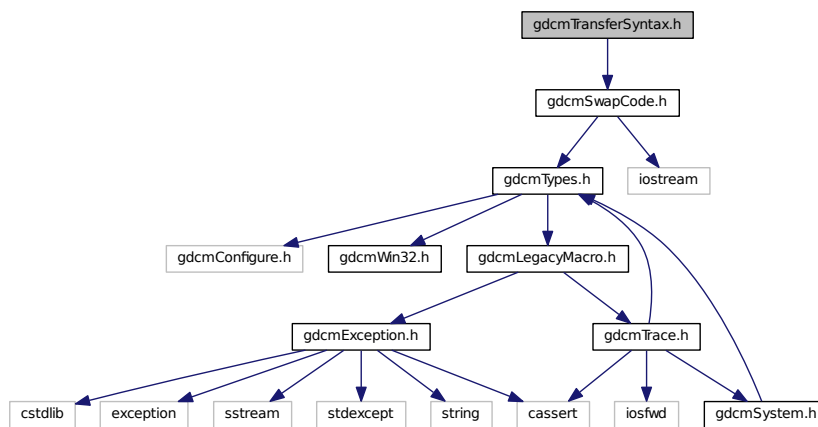 gdcmTransferSyntax.h
gdcmSwapCode.h
gdcmTypes.h
iostream
gdcmConfigure.h
gdcmWin32.h
gdcmLegacyMacro.h
gdcmException.h
gdcmTrace.h
cstdlib
exception
sstream
stdexcept
string
cassert
iosfwd
gdcmSystem.h